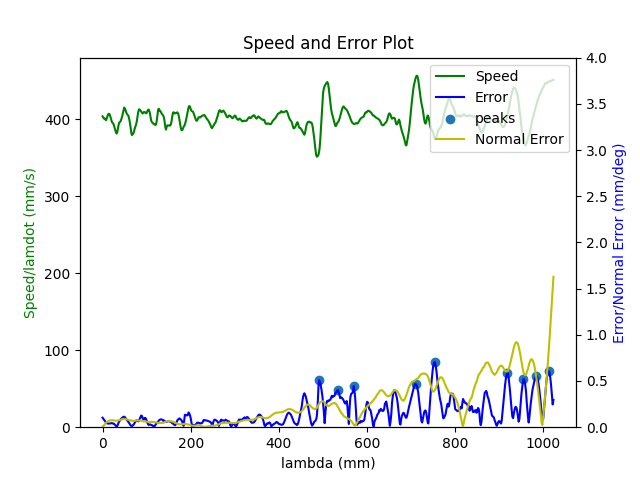 Speed and Error Plot
Speed
Error
peaks
Normal Error
Speed/lamdot (mm/s)
400
300
200
100
0
4.0
3.5
3.0
2.5
2.0
1.5
1.0
0.5
0.0
Error/Normal Error (mm/deg)
0 200 400 600 800 1000
lambda (mm)